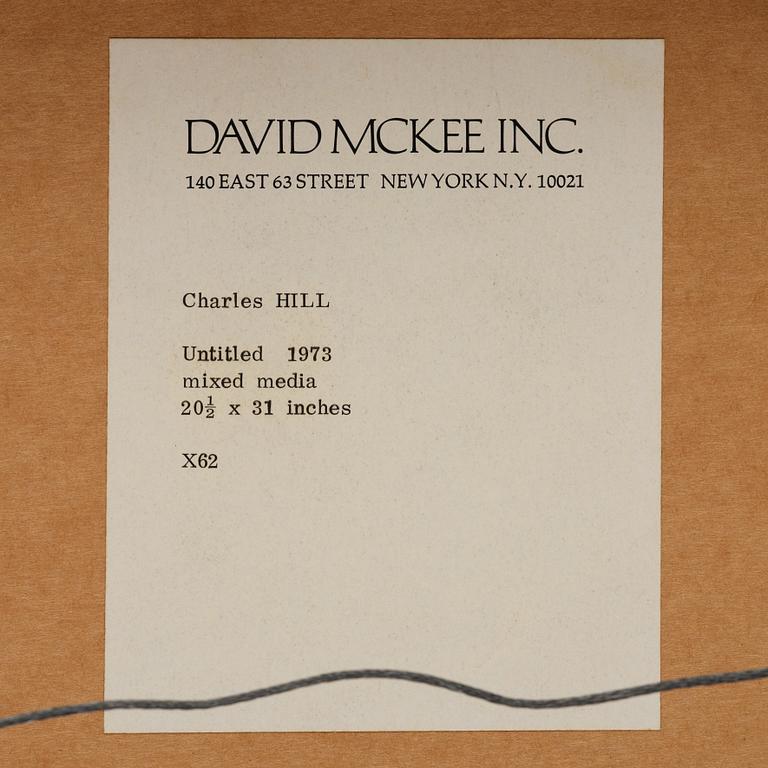 DAVID MCKEE INC.
140 EAST 63 STREET NEW YORK N.Y. 10021
Charles HILL
Untitled 1973
mixed media
20½ x 31 inches
X62